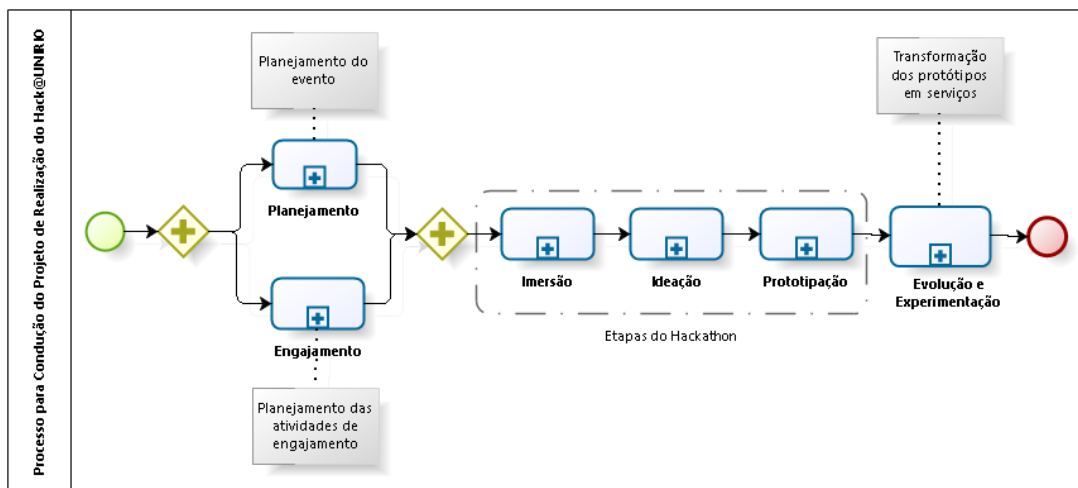 Processo para Condução do Projeto de Realização do Hack@UNIRIO
Planejamento do
evento
Planejamento
Engajamento
Planejamento das
atividades de
engajamento
Imersão
Ideação
Prototipação
Etapas do Hackathon
Transformação
dos protótipos
em serviços
Evolução e
Experimentação